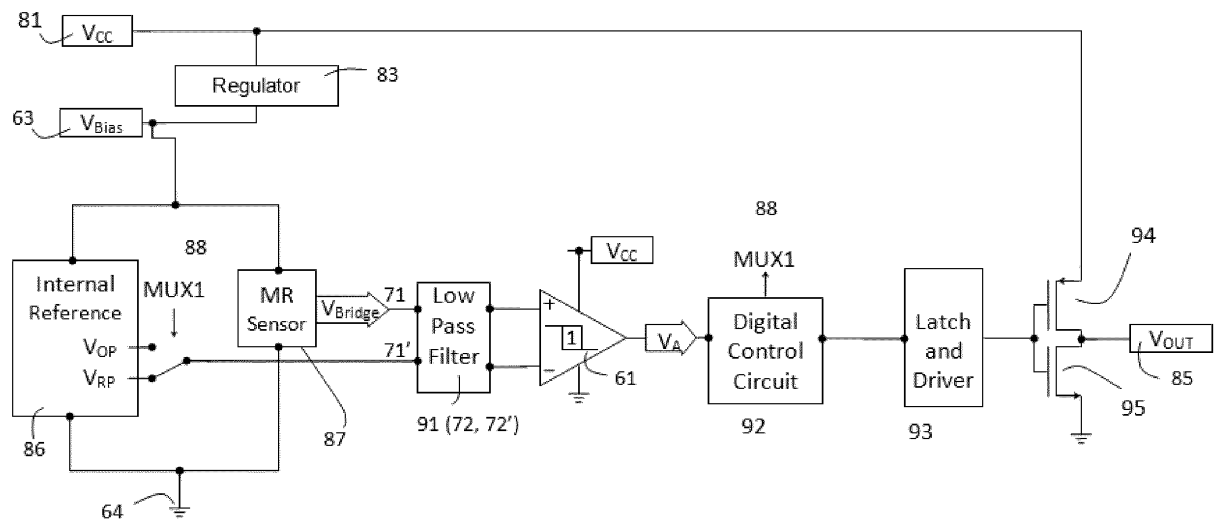 81
VCC
Regulator
83
63
VBias
88
88
94
VCC
Internal
Reference
MUX1
MR
Sensor
VBridge
71
Low
Pass
Filter
+
1
−
61
VA
MUX1
Digital
Control
Circuit
Latch
and
Driver
VOUT
85
VOP
VRP
71'
95
86
87
91 (72, 72')
92
93
64